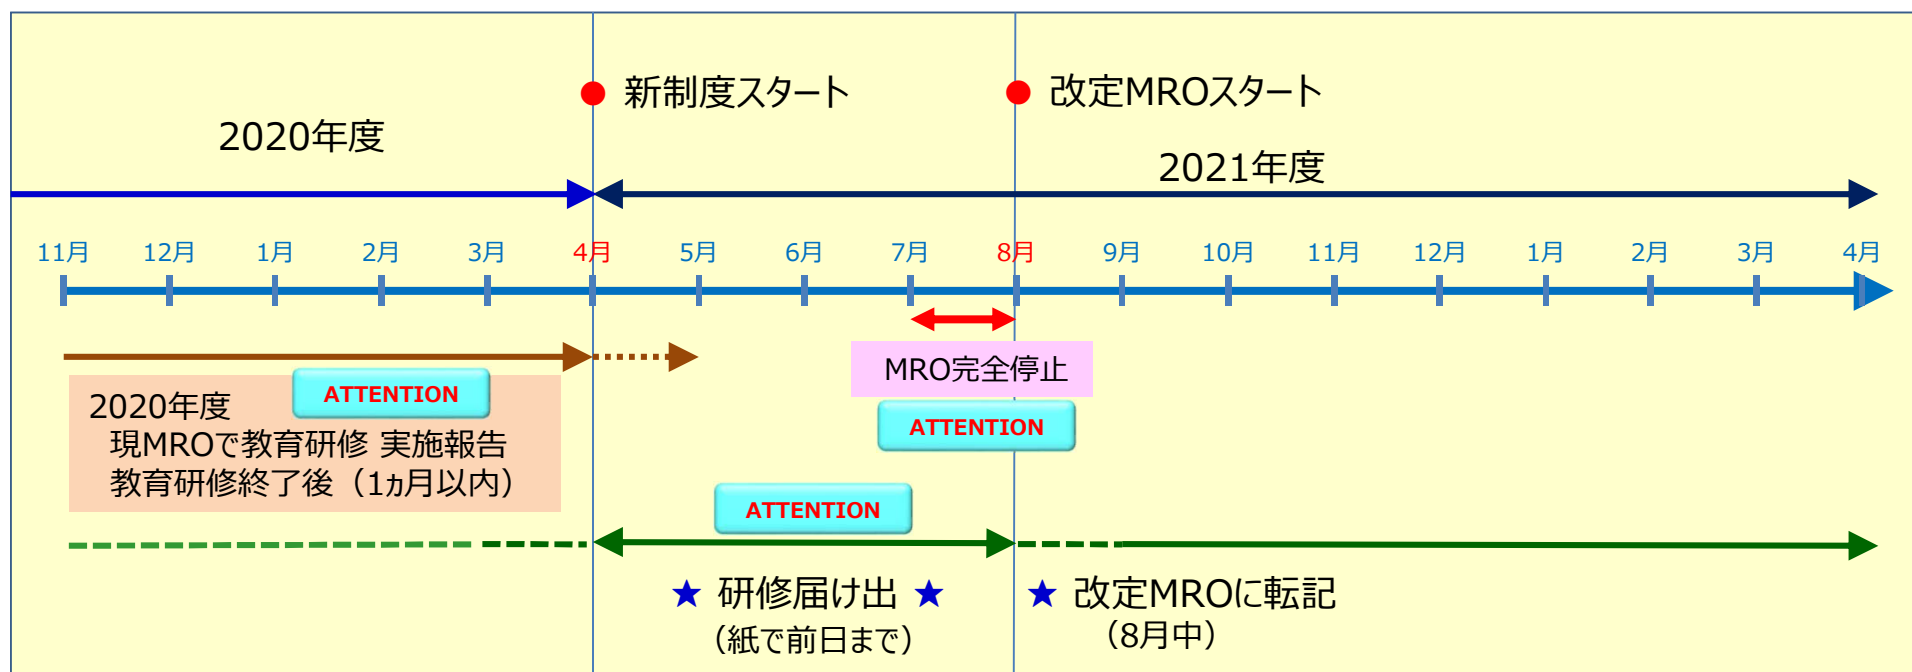 新制度スタート
改定MROスタート
2020年度
2021年度
11月 12月 1月 2月 3月 4月 5月 6月 7月 8月 9月 10月 11月 12月 1月 2月 3月 4月
MRO完全停止
ATTENTION
2020年度
現MROで教育研修 実施報告
教育研修終了後（1ヵ月以内）
ATTENTION
ATTENTION
★ 研修届け出 ★
（紙で前日まで）
★ 改定MROに転記
（8月中）